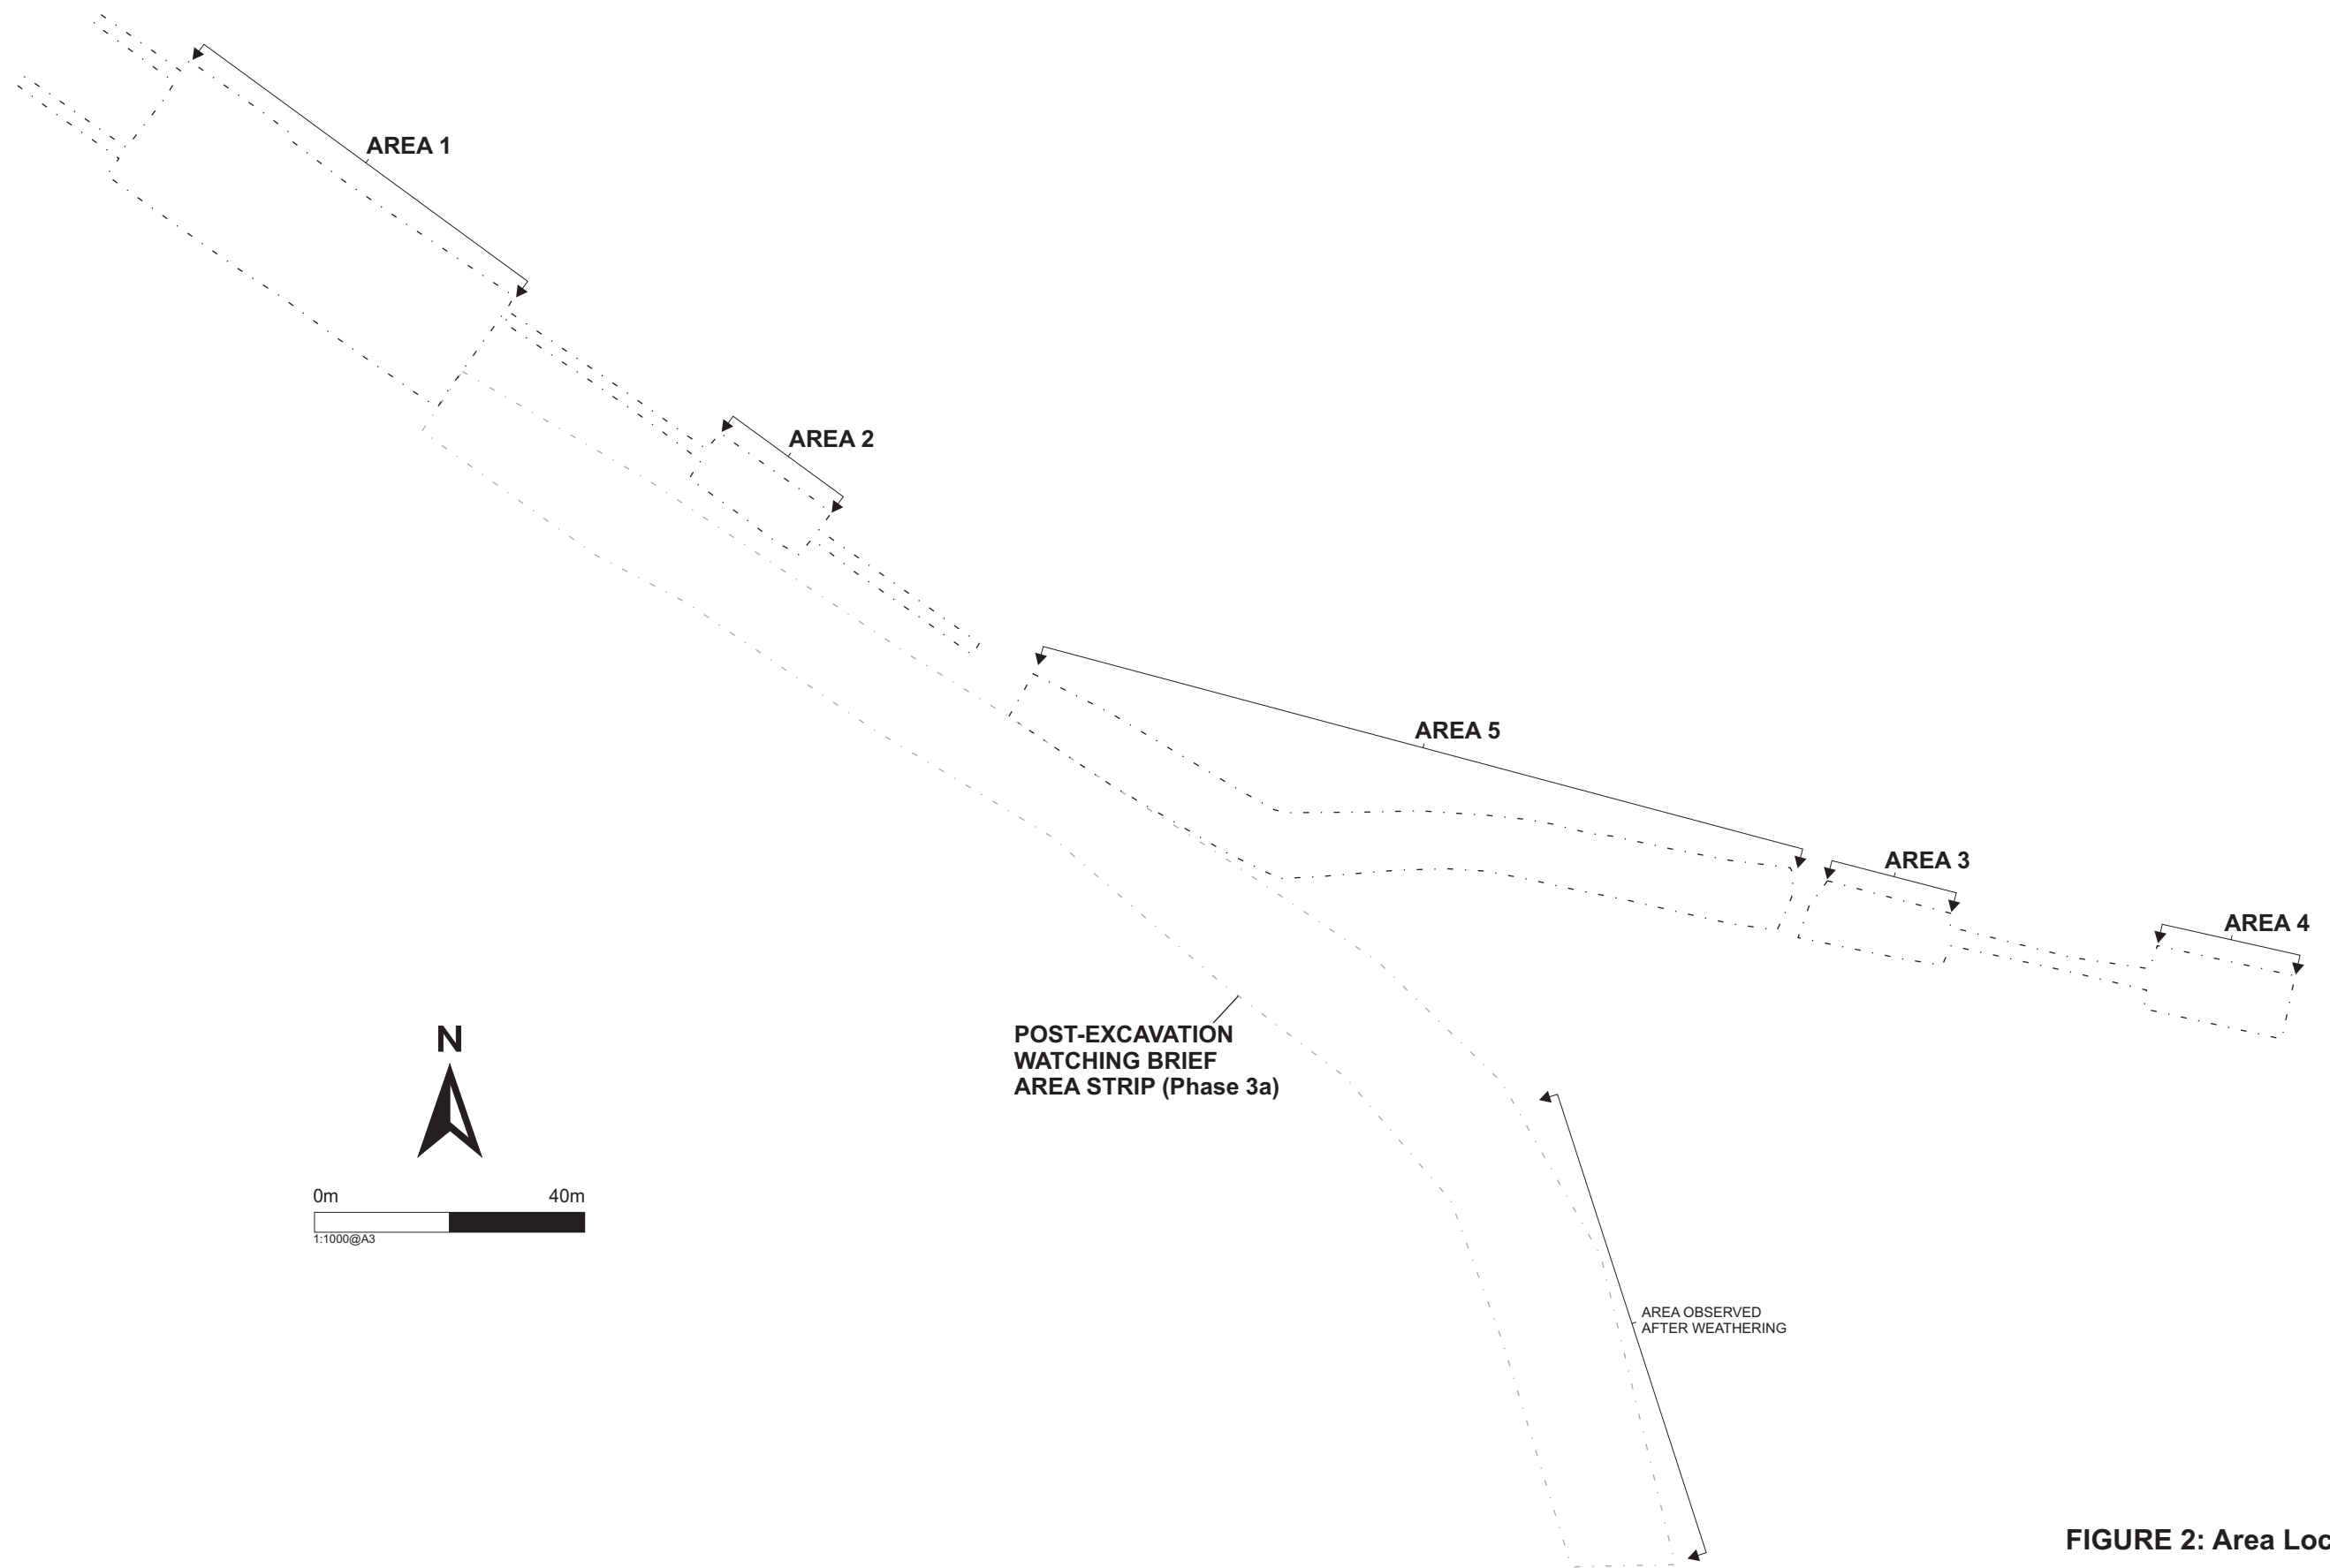 AREA 1
AREA 2
AREA 5
AREA 3
AREA 4
POST-EXCAVATION
WATCHING BRIEF
AREA STRIP (Phase 3a)
N
0m 40m
1:1000@A3
AREA OBSERVED
AFTER WEATHERING
FIGURE 2: Area Loc